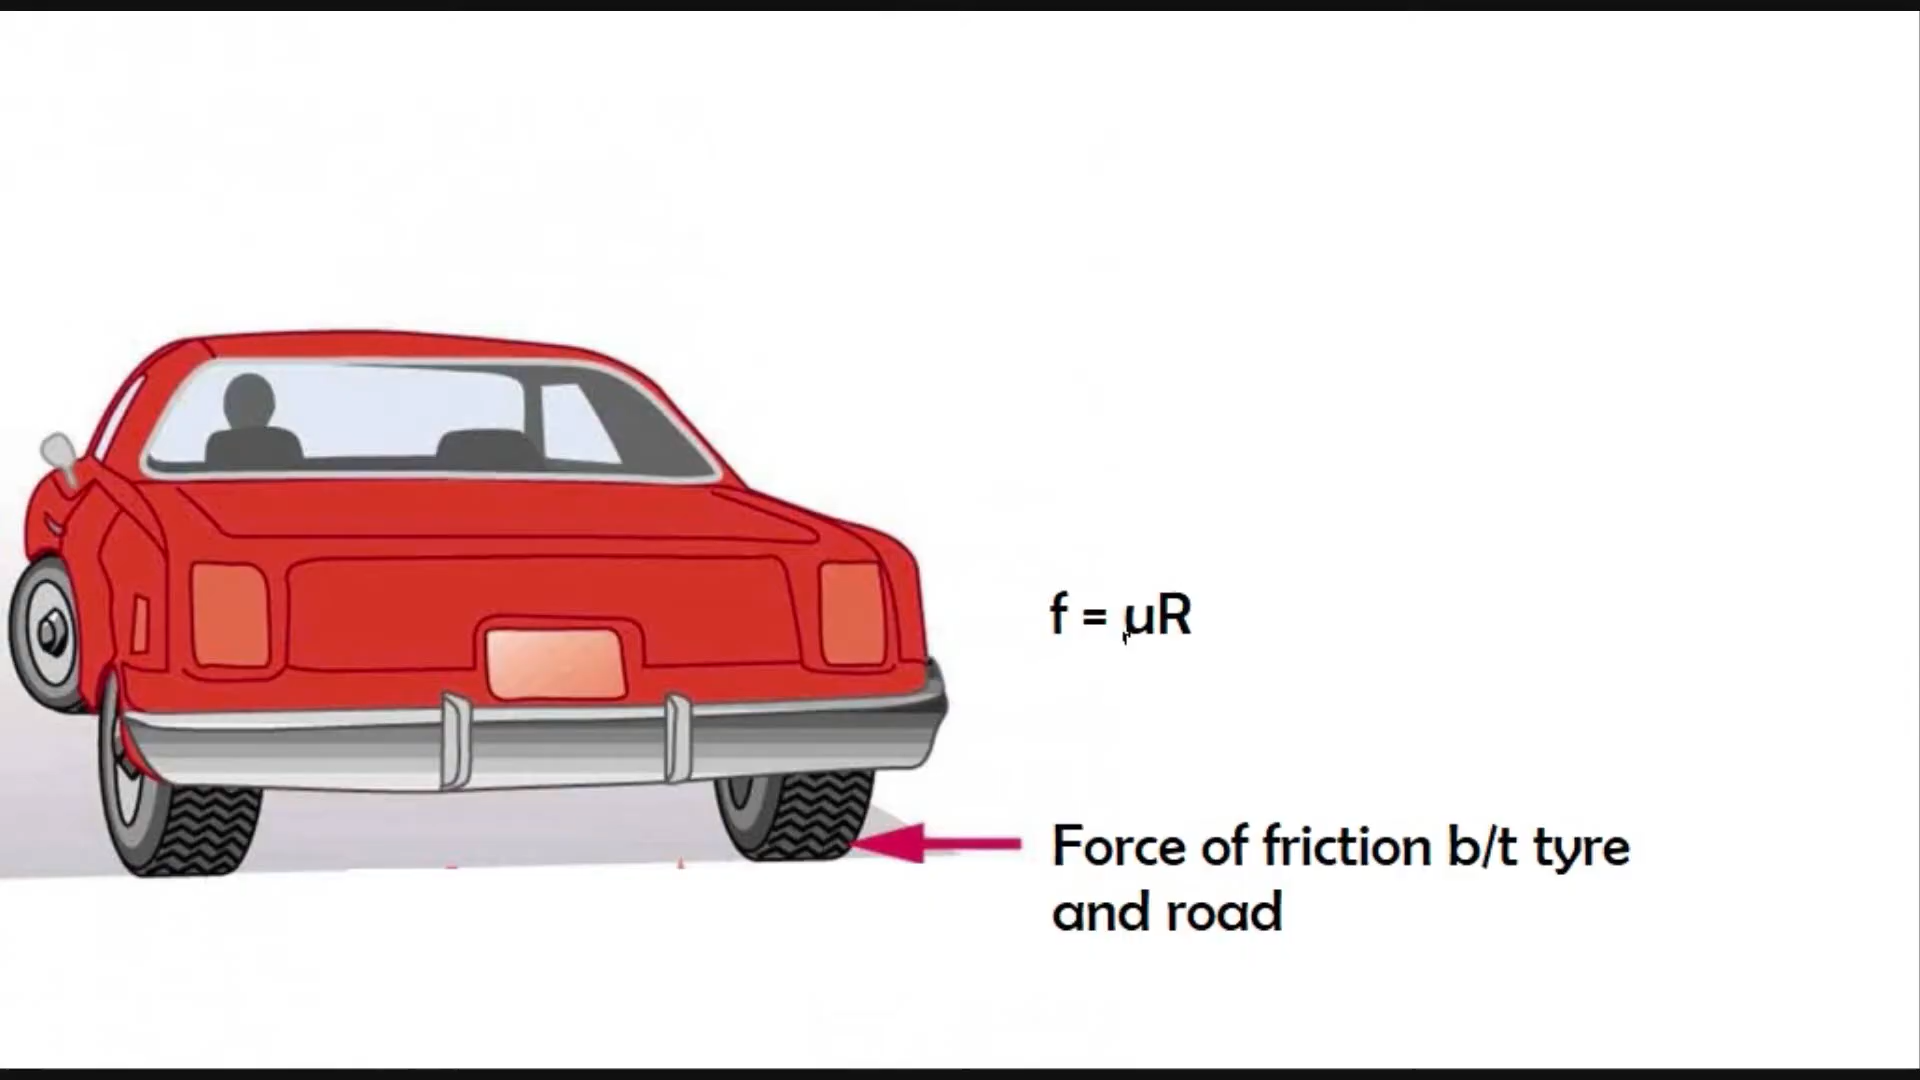 f = µR
Force of friction b/t tyre
and road